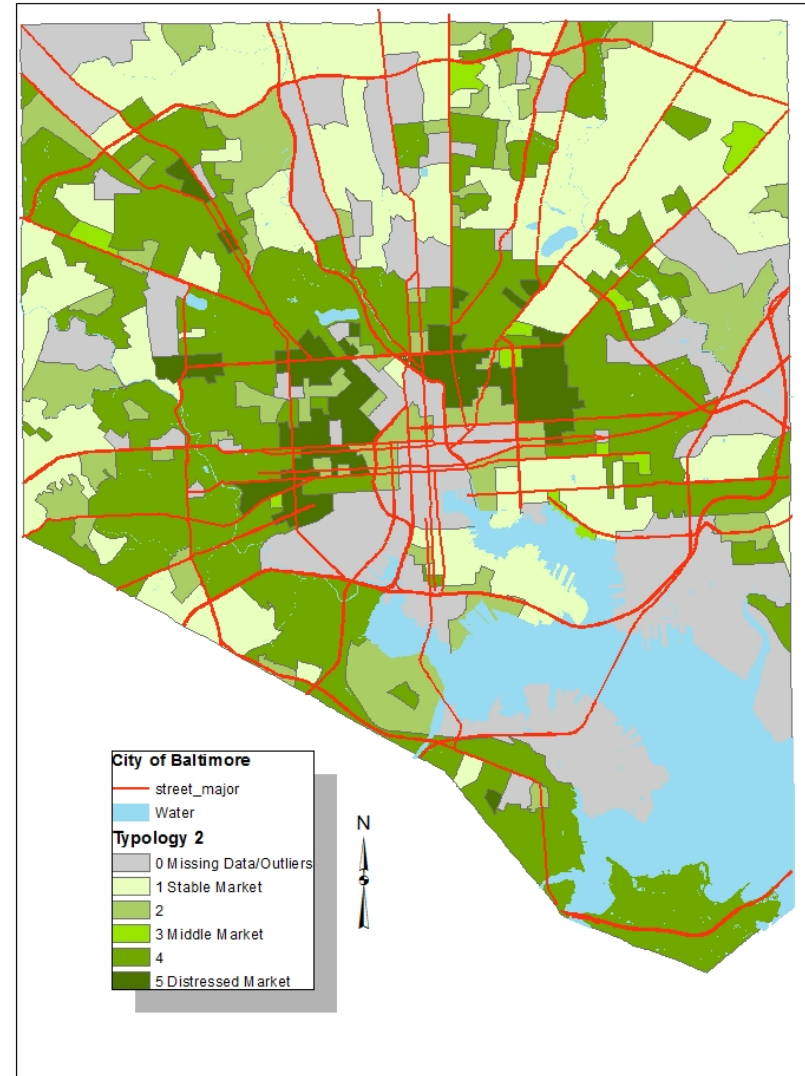 City of Baltimore
street_major
Water
Typology 2
0 Missing Data/Outliers
1 Stable Market
2
3 Middle Market
4
5 Distressed Market
N